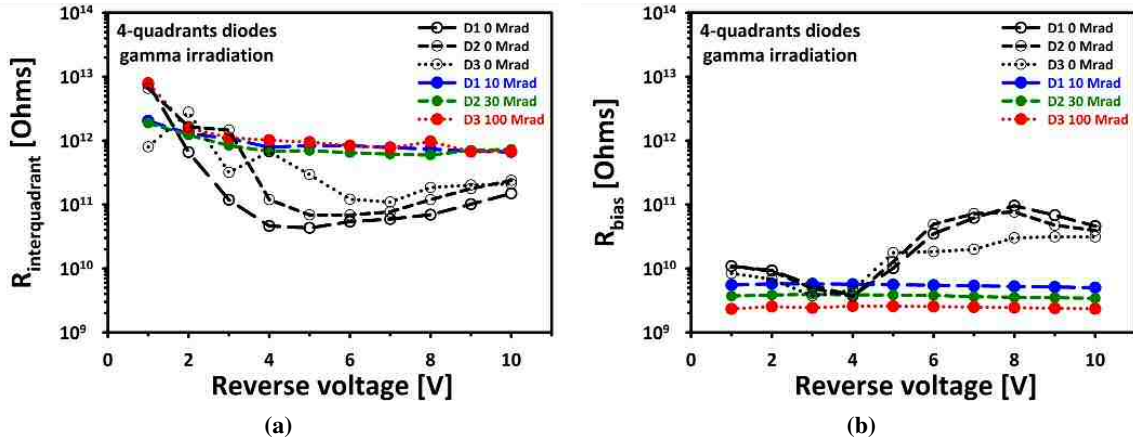 4-quadrants diodes
gamma irradiation
D1 0 Mrad
D2 0 Mrad
D3 0 Mrad
D1 10 Mrad
D2 30 Mrad
D3 100 Mrad
R_interquadrant [Ohms]
10^14
10^13
10^12
10^11
10^10
10^9
0 2 4 6 8 10
Reverse voltage [V]
(a)
4-quadrants diodes
gamma irradiation
D1 0 Mrad
D2 0 Mrad
D3 0 Mrad
D1 10 Mrad
D2 30 Mrad
D3 100 Mrad
R_bias [Ohms]
10^14
10^13
10^12
10^11
10^10
10^9
0 2 4 6 8 10
Reverse voltage [V]
(b)